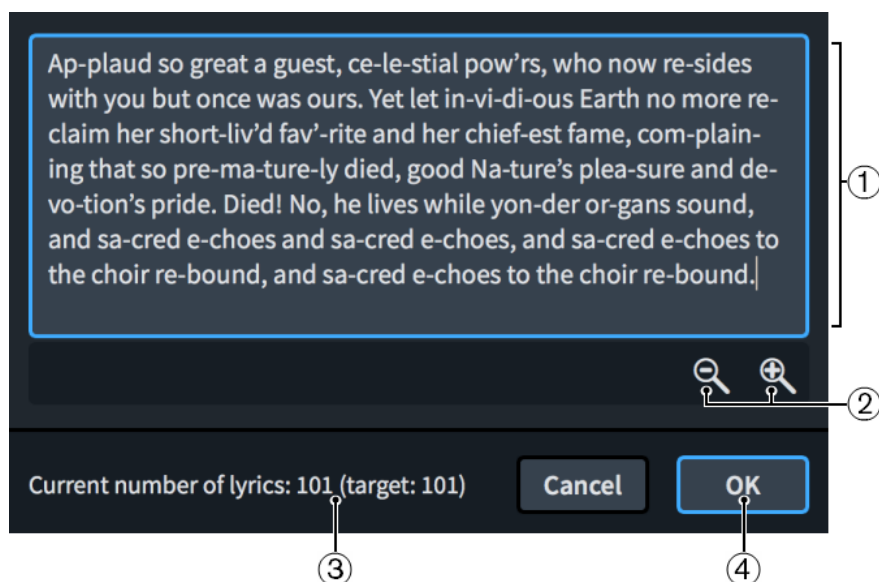 Ap-plaud so great a guest, ce-le-stial pow’rs, who now re-sides
with you but once was ours. Yet let in-vi-di-ous Earth no more re-
claim her short-liv’d fav’-rite and her chief-est fame, com-plain-
ing that so pre-ma-ture-ly died, good Na-ture’s plea-sure and de-
vo-tion’s pride. Died! No, he lives while yon-der or-gans sound,
and sa-cred e-choes and sa-cred e-choes, and sa-cred e-choes to
the choir re-bound, and sa-cred e-choes to the choir re-bound.
①
②
Current number of lyrics: 101 (target: 101) Cancel OK
③ ④